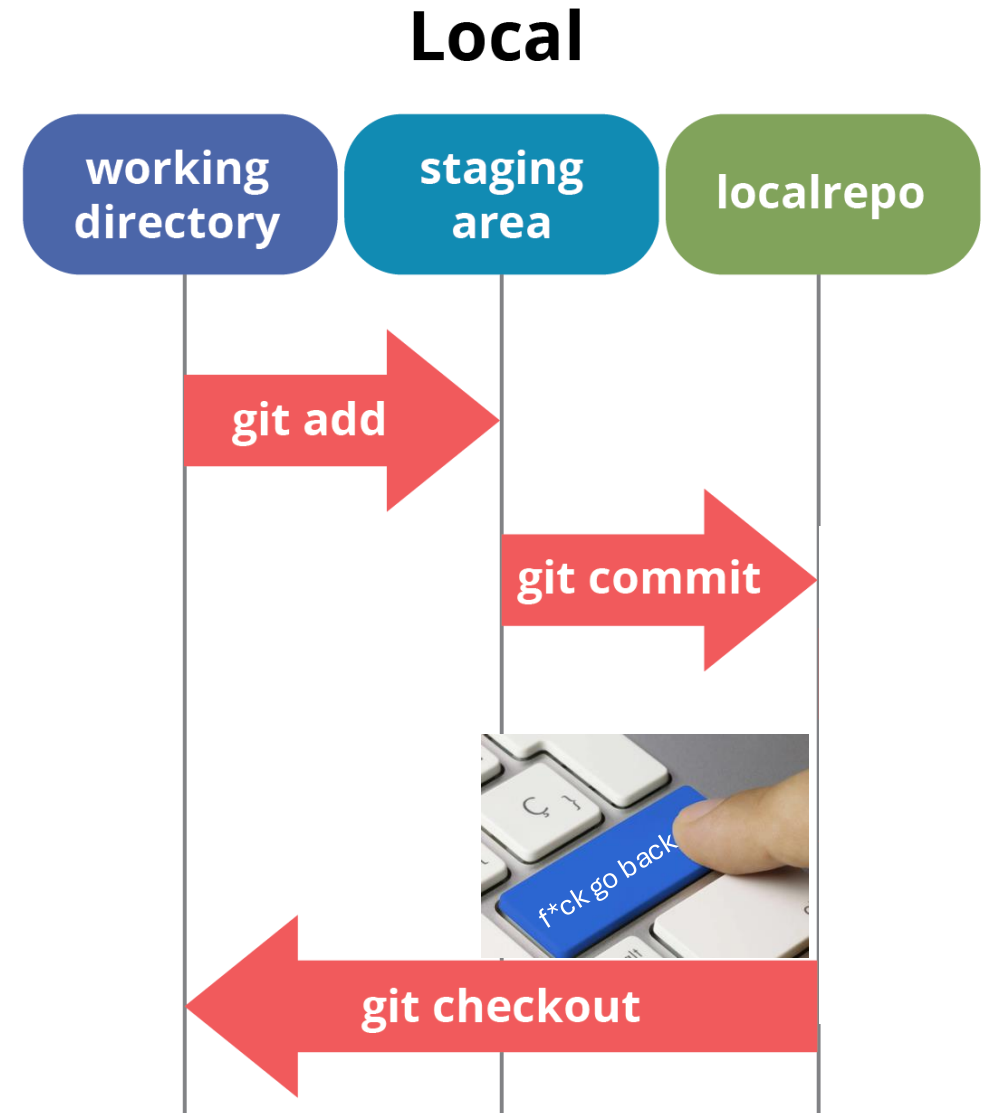 Local
working
directory
staging
area
localrepo
git add
git commit
Ç
f*ck go back
git checkout